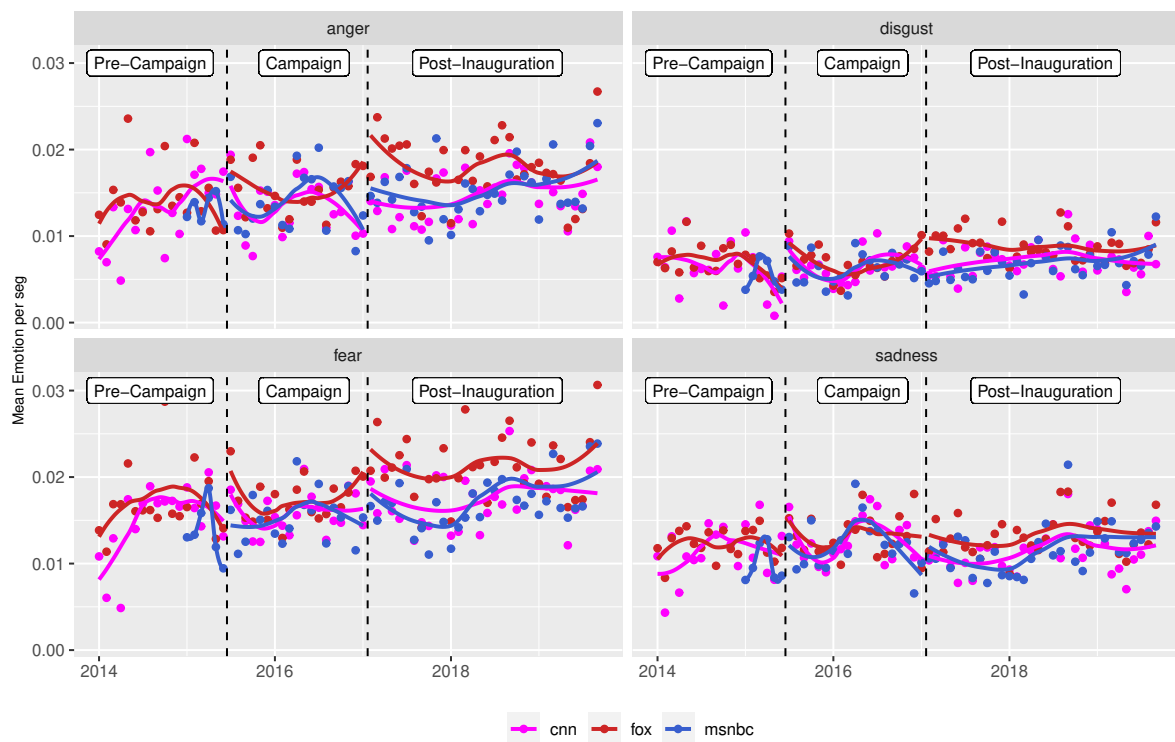 anger
disgust
0.03
Pre−Campaign
Campaign
Post−Inauguration
Pre−Campaign
Campaign
Post−Inauguration
0.02
0.01
0.00
fear
sadness
0.03
Pre−Campaign
Campaign
Post−Inauguration
Pre−Campaign
Campaign
Post−Inauguration
0.02
0.01
0.00
Mean Emotion per seg
2014
2016
2018
2014
2016
2018
cnn
fox
msnbc